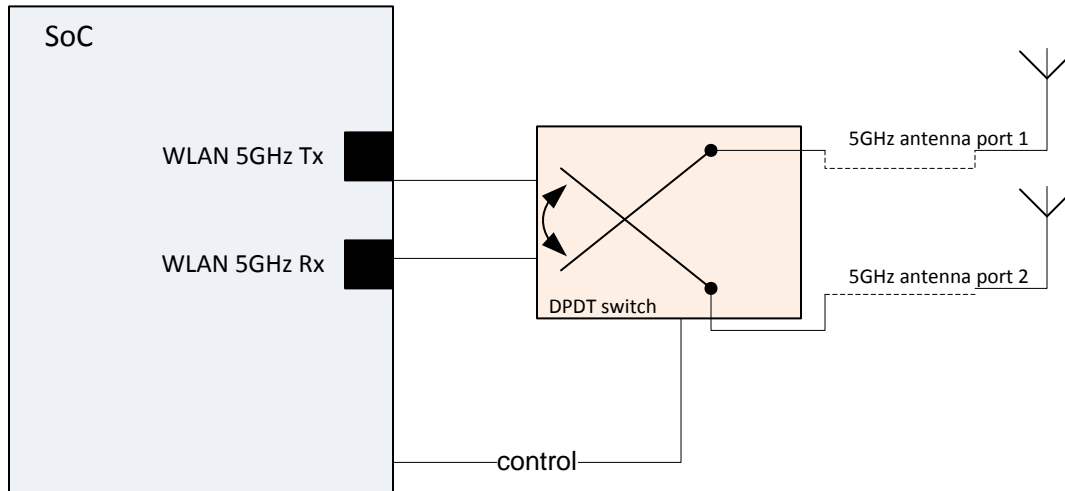 SoC
WLAN 5GHz Tx
WLAN 5GHz Rx
5GHz antenna port 1
5GHz antenna port 2
DPDT switch
control